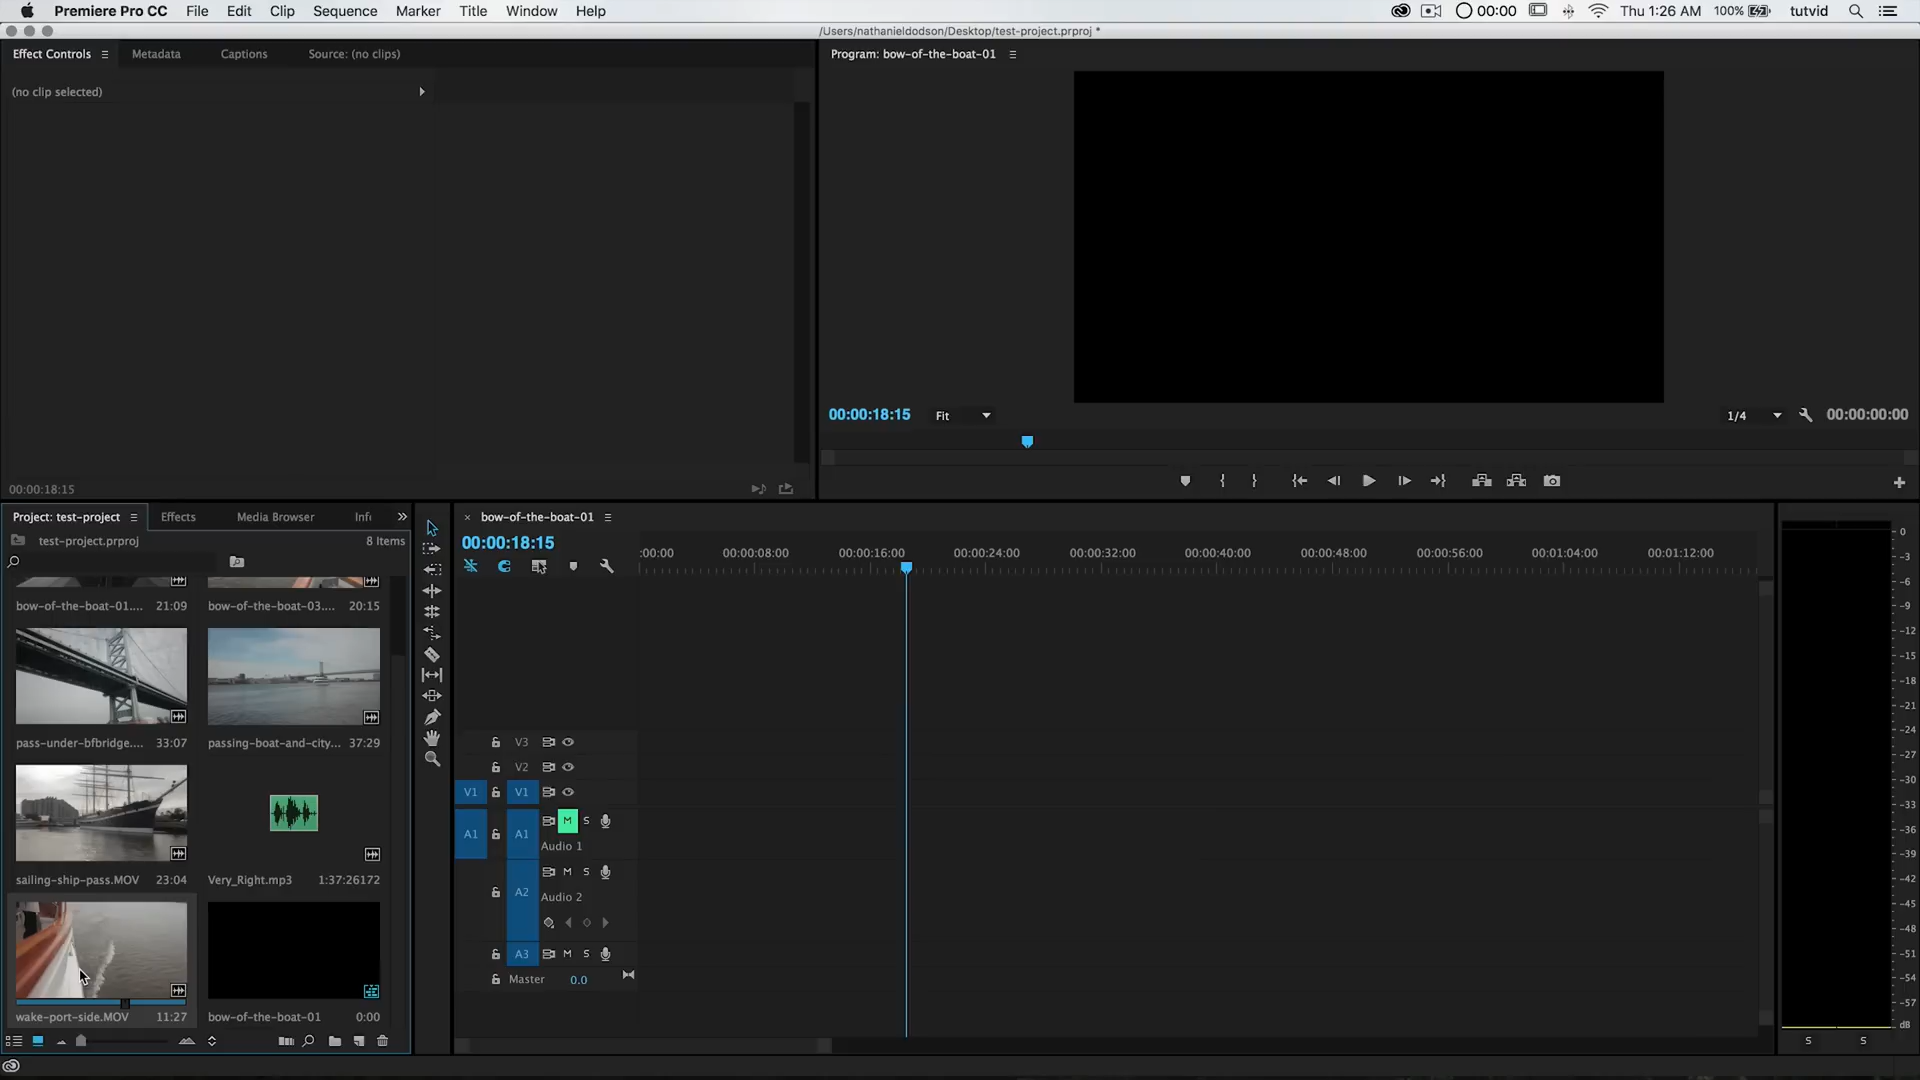 Premiere Pro CC File Edit Clip Sequence Marker Title Window Help 00:00 Thu 1:26 AM 100% tutvid
/Users/nathanieldodson/Desktop/test-project.prproj *
Effect Controls Metadata Captions Source: (no clips) Program: bow-of-the-boat-01
(no clip selected)
00:00:18:15 Fit 1/4 00:00:00:00
00:00:18:15
Project: test-project Effects Media Browser Info bow-of-the-boat-01
test-project.prproj 8 Items 00:00:18:15
:00:00 00:00:08:00 00:00:16:00 00:00:24:00 00:00:32:00 00:00:40:00 00:00:48:00 00:00:56:00 00:01:04:00 00:01:12:00
bow-of-the-boat-01.... 21:09 bow-of-the-boat-03.... 20:15
pass-under-bfbridge.... 33:07 passing-boat-and-city... 37:29
V3
V2
V1 V1
A1 A1 M S
Audio 1
sailing-ship-pass.MOV 23:04 Very_Right.mp3 1:37:26172
A2 M S
Audio 2
A3 M S
Master 0.0
wake-port-side.MOV 11:27 bow-of-the-boat-01 0:00
0
-3
-6
-9
-12
-15
-18
-21
-24
-27
-30
-33
-36
-39
-42
-45
-48
-51
-54
-57
dB
S S